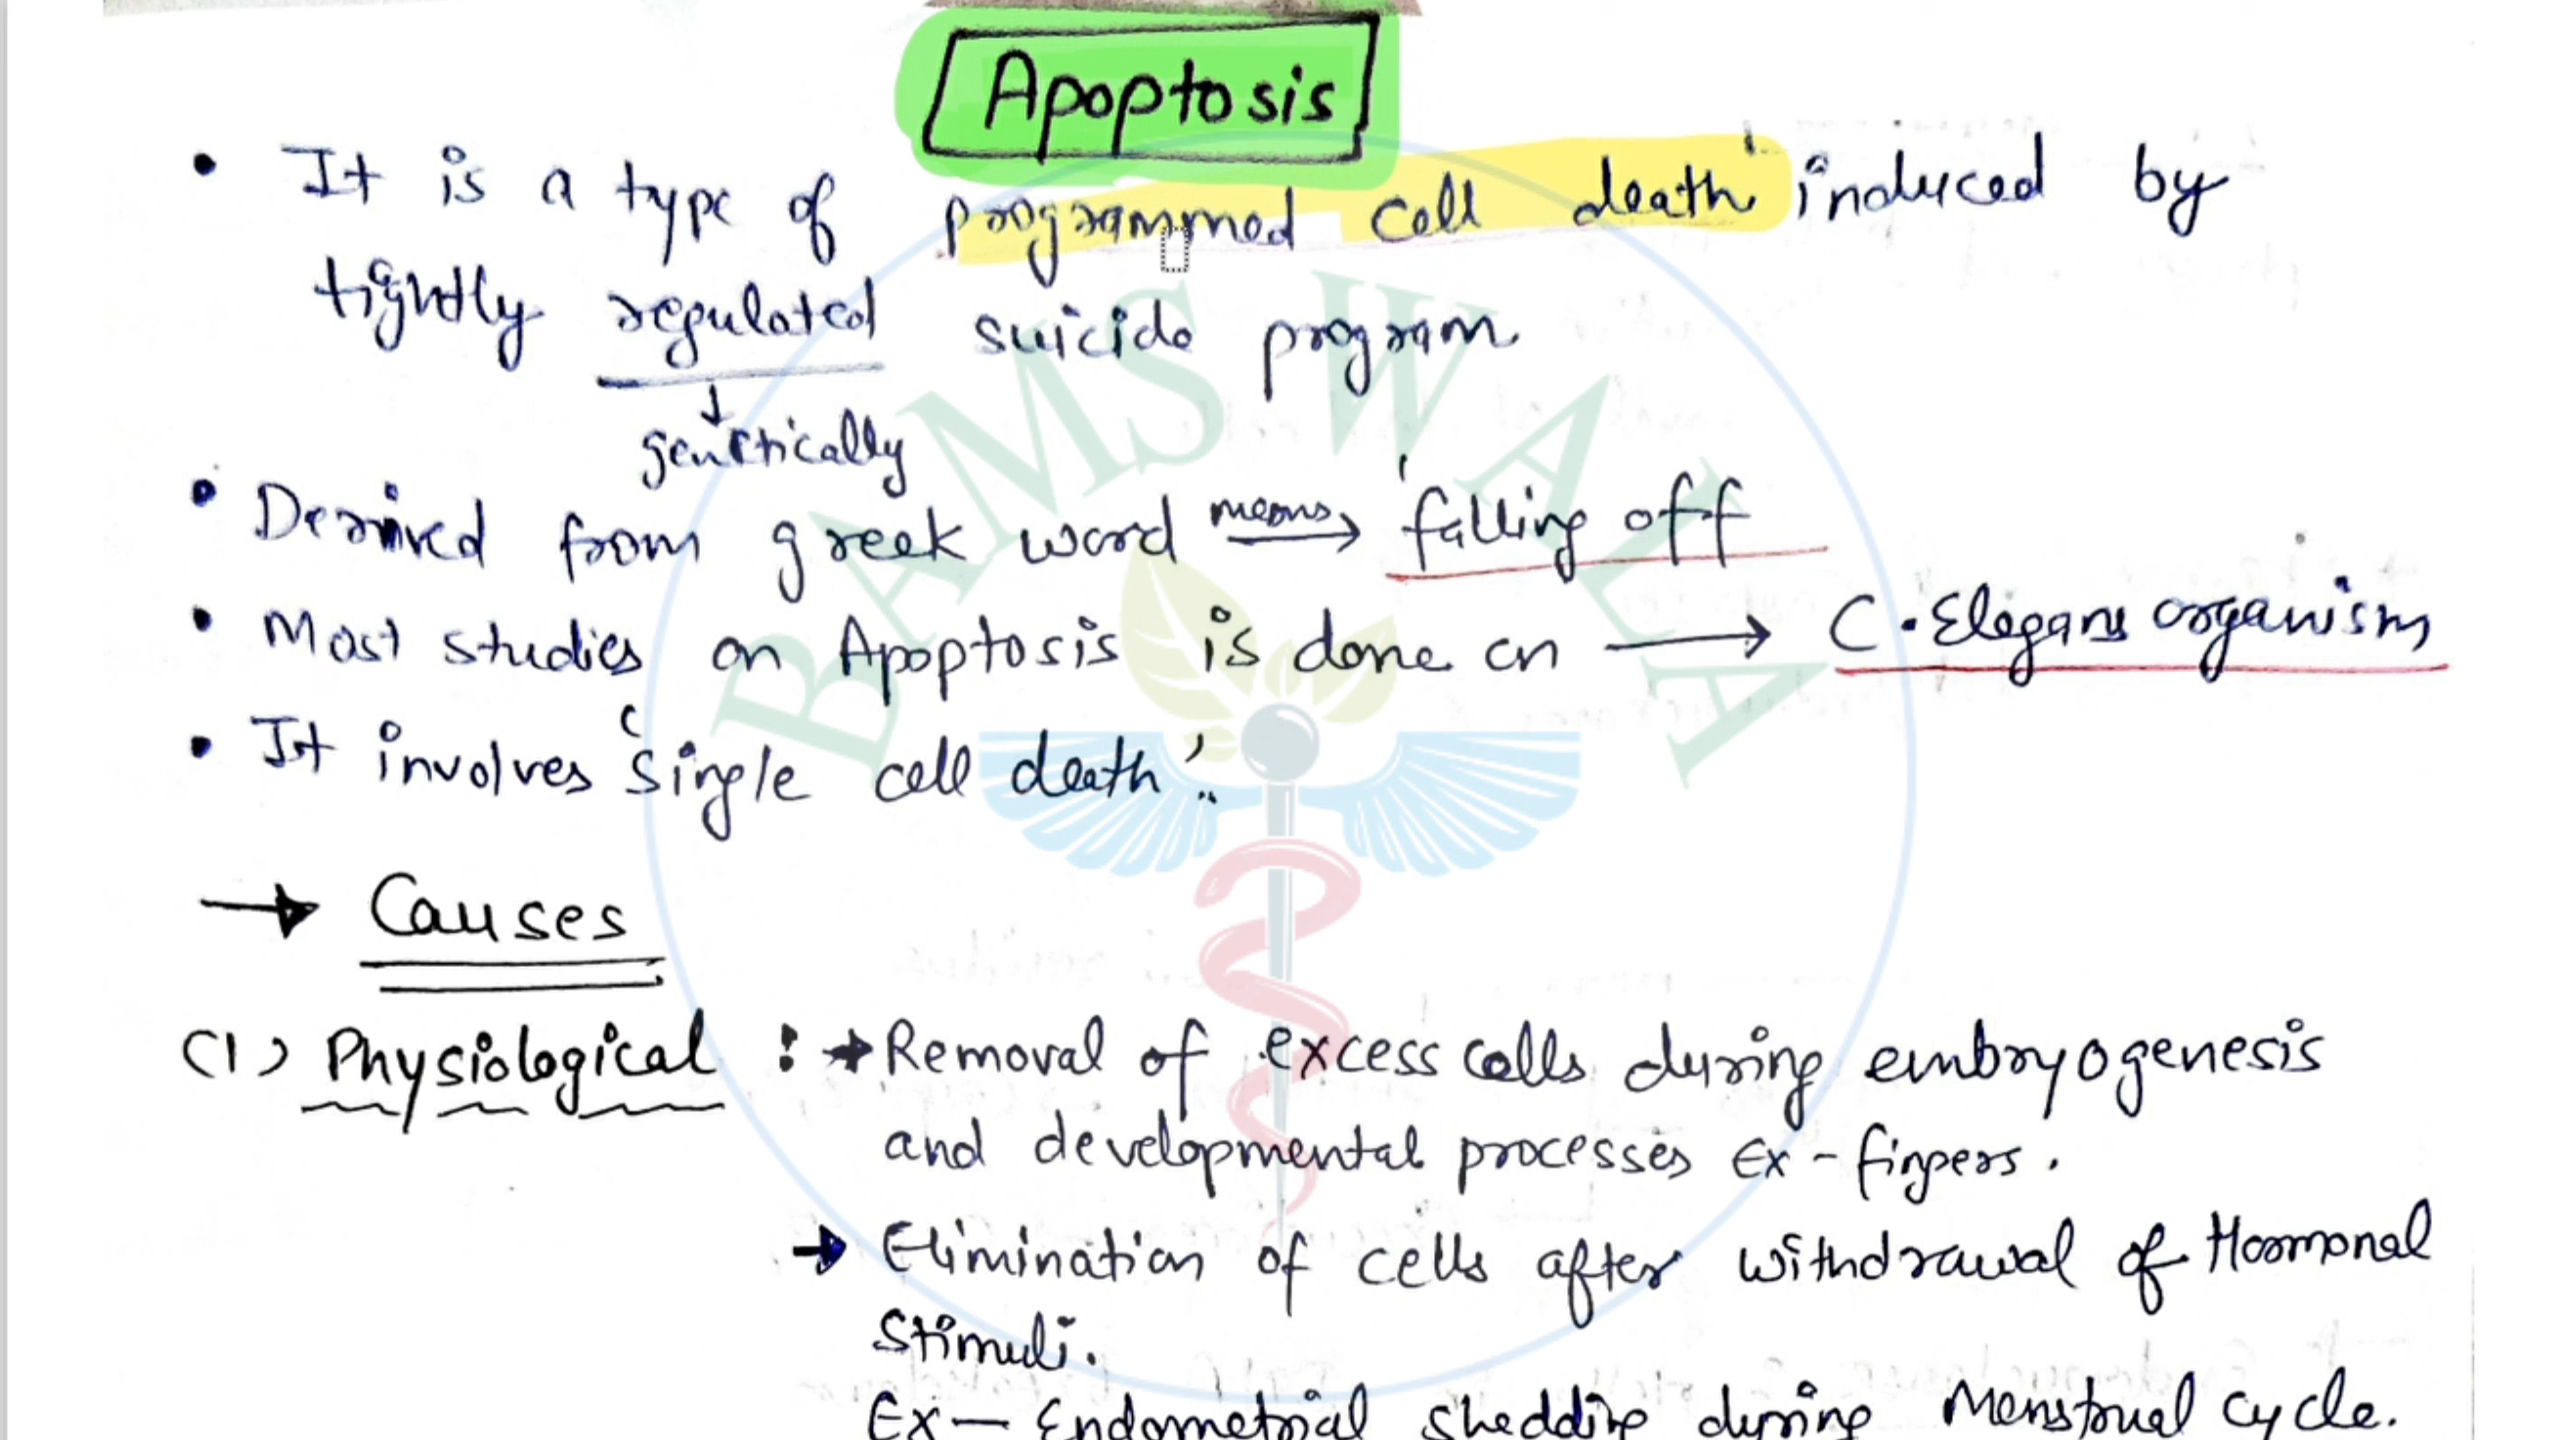 Apoptosis
• It is a type of programmed cell death' induced by
tightly regulated suicide program
↓
genetically
• Derived from greek word means → 'falling off
• Most studies on Apoptosis is done on → C. Elegans organism
• It involves 'single cell death'.
→ Causes
(1) Physiological : → Removal of excess cells during embryogenesis
and developmental processes Ex - fingers.
→ Elimination of cells after withdrawal of Hormonal
Stimuli.
Ex — Endometrial shedding during Menstrual cycle.
BAMS WALA